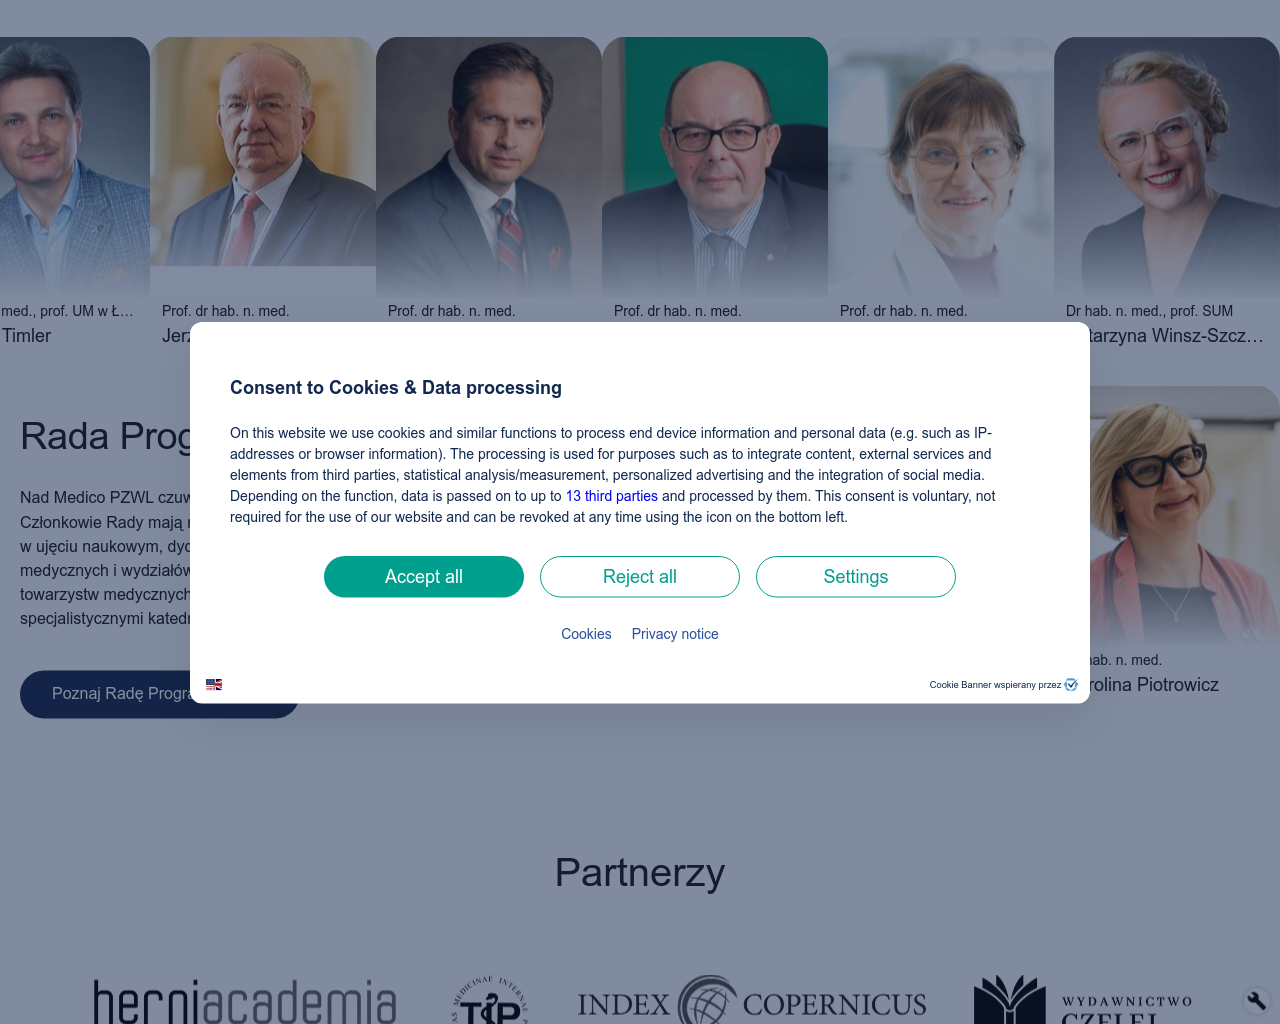 med., prof. UM w Ł…
Timler
Prof. dr hab. n. med.
Prof. dr hab. n. med.
Prof. dr hab. n. med.
Prof. dr hab. n. med.
Dr hab. n. med., prof. SUM
Winsz-Szcz…
Consent to Cookies & Data processing
On this website we use cookies and similar functions to process end device information and personal data (e.g. such as IP-
addresses or browser information). The processing is used for purposes such as to integrate content, external services and
elements from third parties, statistical analysis/measurement, personalized advertising and the integration of social media.
Depending on the function, data is passed on to up to 13 third parties and processed by them. This consent is voluntary, not
required for the use of our website and can be revoked at any time using the icon on the bottom left.
Accept all
Reject all
Settings
Cookies
Privacy notice
Cookie Banner wspierany przez
Rada
Nad Medico PZWL
Członkowie Rady mają
w ujęciu naukowym,
medycznych i wydziałów
towarzystw medycznych
specjalistycznymi
Poznaj Radę
hab. n. med.
Piotrowicz
Partnerzy
herniacademia
TIP
INDEX COPERNICUS
WYDAWNICTWO
CZELEJ